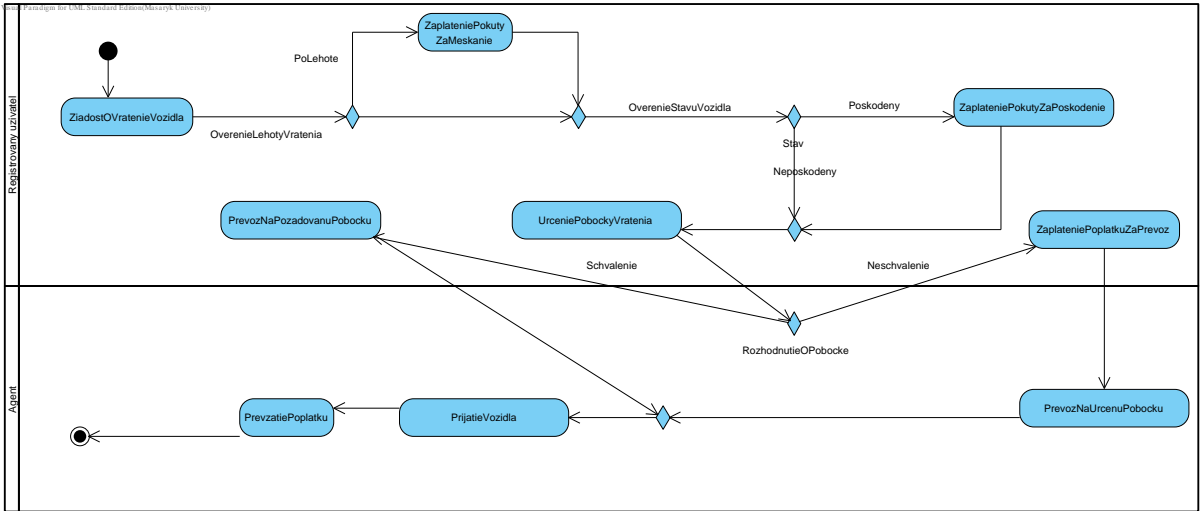 Visual Paradigm for UML Standard Edition(Masaryk University)
Registrovany uzivatel
ZaplateniePokuty
ZaMeskanie
PoLehote
ZiadostOVratenieVozidla
OverenieLehotyVratenia
OverenieStavuVozidla
Poskodeny
ZaplateniePokutyZaPoskodenie
Stav
Neposkodeny
PrevozNaPozadovanuPobocku
UrceniePobockyVratenia
ZaplateniePoplatkuZaPrevoz
Schvalenie
Neschvalenie
Agent
RozhodnutieOPobocke
PrevzatiePoplatku
PrijatieVozidla
PrevozNaUrcenuPobocku